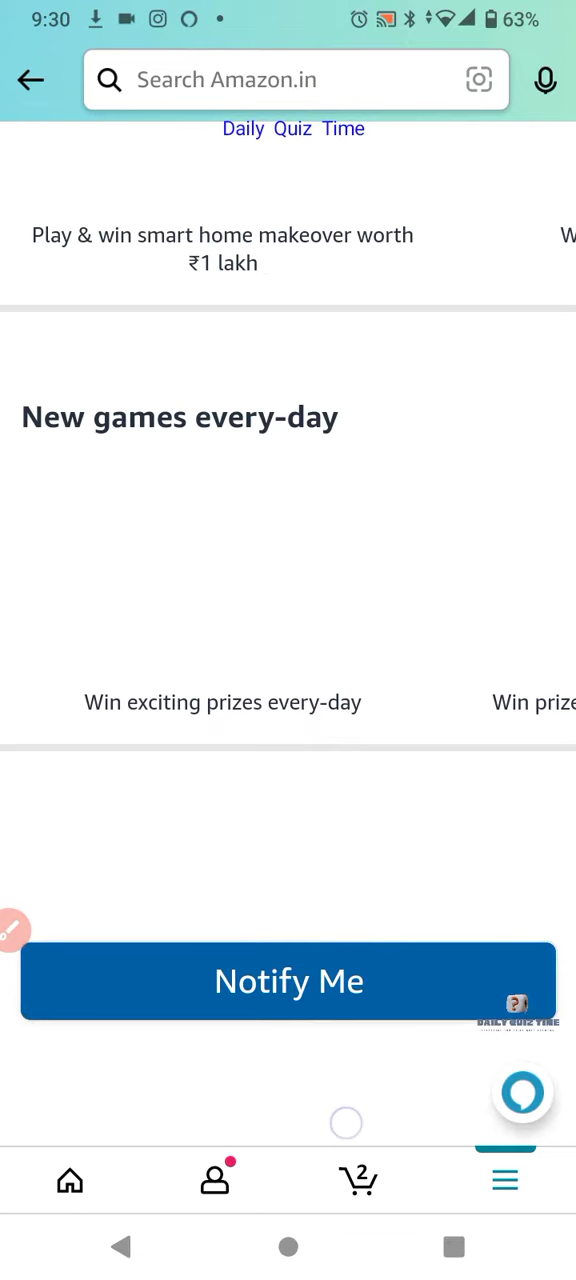 9:30
63%
Search Amazon.in
Daily Quiz Time
Play & win smart home makeover worth
₹1 lakh
W
New games every-day
Win exciting prizes every-day
Win prize
Notify Me
DAILY QUIZ TIME
2